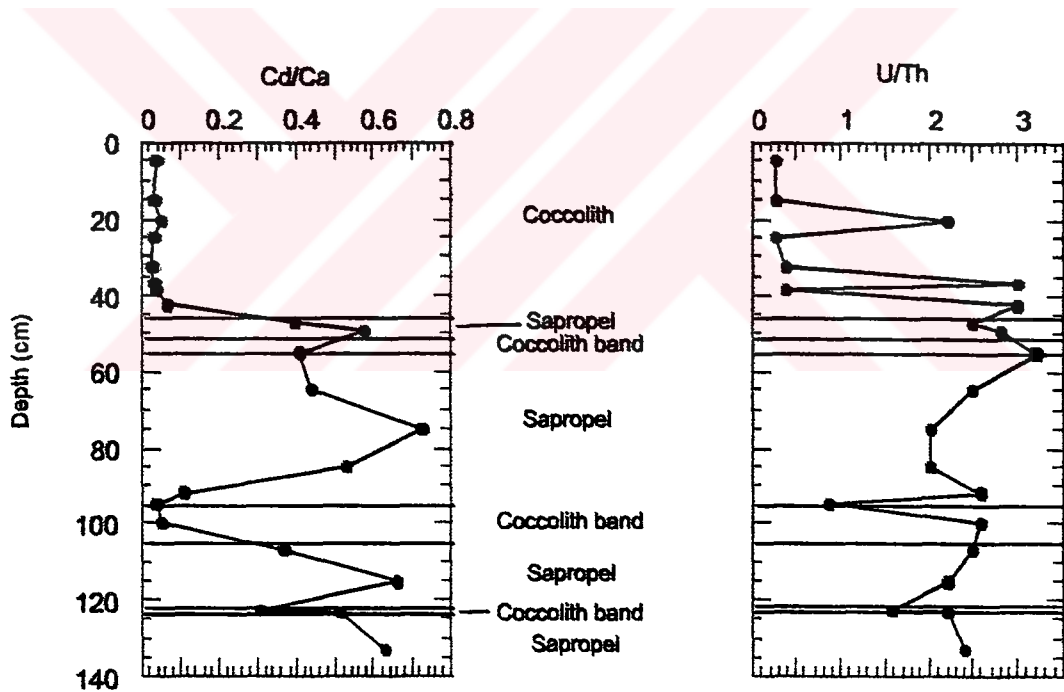 Cd/Ca
0 0.2 0.4 0.6 0.8
U/Th
0 1 2 3
Depth (cm)
0
20
40
60
80
100
120
140
Coccolith
Sapropel
Coccolith band
Sapropel
Coccolith band
Sapropel
Coccolith band
Sapropel